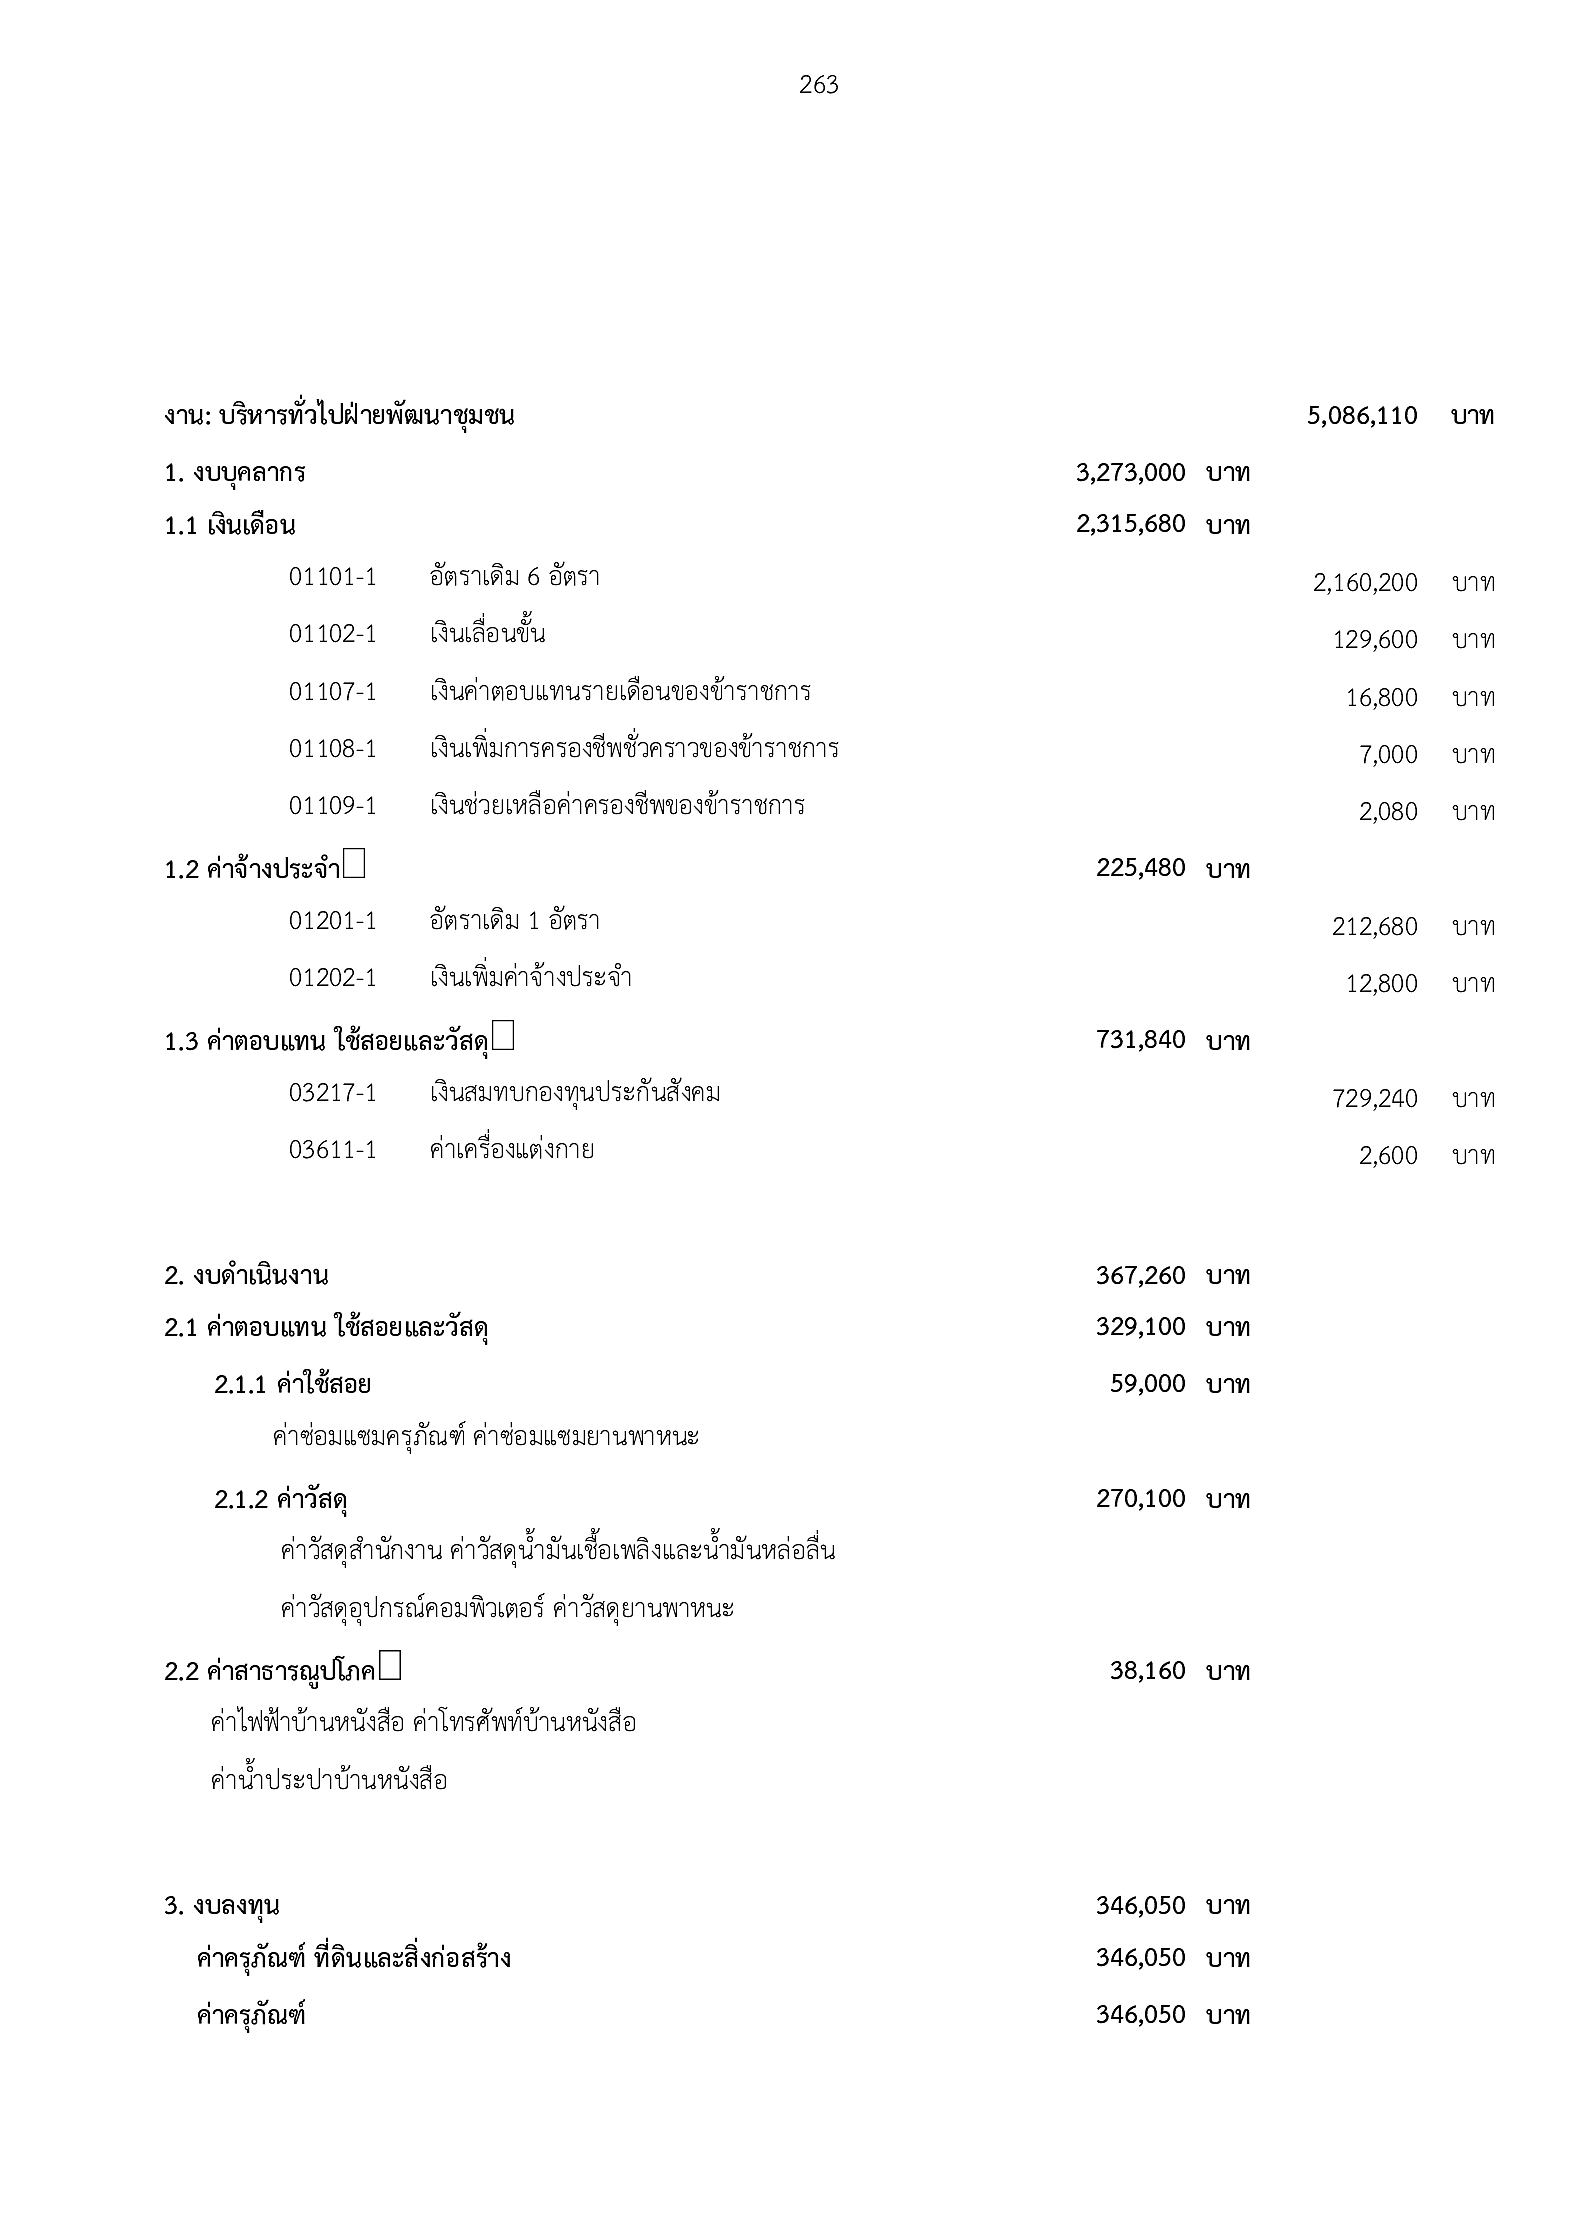 263
งาน: บริหารทั่วไปฝ่ายพัฒนาชุมชน 5,086,110 บาท
1. งบบุคลากร 3,273,000 บาท
1.1 เงินเดือน 2,315,680 บาท
01101-1 อัตราเดิม 6 อัตรา 2,160,200 บาท
01102-1 เงินเลื่อนขั้น 129,600 บาท
01107-1 เงินค่าตอบแทนรายเดือนของข้าราชการ 16,800 บาท
01108-1 เงินเพิ่มการครองชีพชั่วคราวของข้าราชการ 7,000 บาท
01109-1 เงินช่วยเหลือค่าครองชีพของข้าราชการ 2,080 บาท
1.2 ค่าจ้างประจำ 225,480 บาท
01201-1 อัตราเดิม 1 อัตรา 212,680 บาท
01202-1 เงินเพิ่มค่าจ้างประจำ 12,800 บาท
1.3 ค่าตอบแทน ใช้สอยและวัสดุ 731,840 บาท
03217-1 เงินสมทบกองทุนประกันสังคม 729,240 บาท
03611-1 ค่าเครื่องแต่งกาย 2,600 บาท
2. งบดำเนินงาน 367,260 บาท
2.1 ค่าตอบแทน ใช้สอยและวัสดุ 329,100 บาท
2.1.1 ค่าใช้สอย 59,000 บาท
ค่าซ่อมแซมครุภัณฑ์ ค่าซ่อมแซมยานพาหนะ
2.1.2 ค่าวัสดุ 270,100 บาท
ค่าวัสดุสำนักงาน ค่าวัสดุน้ำมันเชื้อเพลิงและน้ำมันหล่อลื่น
ค่าวัสดุอุปกรณ์คอมพิวเตอร์ ค่าวัสดุยานพาหนะ
2.2 ค่าสาธารณูปโภค 38,160 บาท
ค่าไฟฟ้าบ้านหนังสือ ค่าโทรศัพท์บ้านหนังสือ
ค่าน้ำประปาบ้านหนังสือ
3. งบลงทุน 346,050 บาท
ค่าครุภัณฑ์ ที่ดินและสิ่งก่อสร้าง 346,050 บาท
ค่าครุภัณฑ์ 346,050 บาท